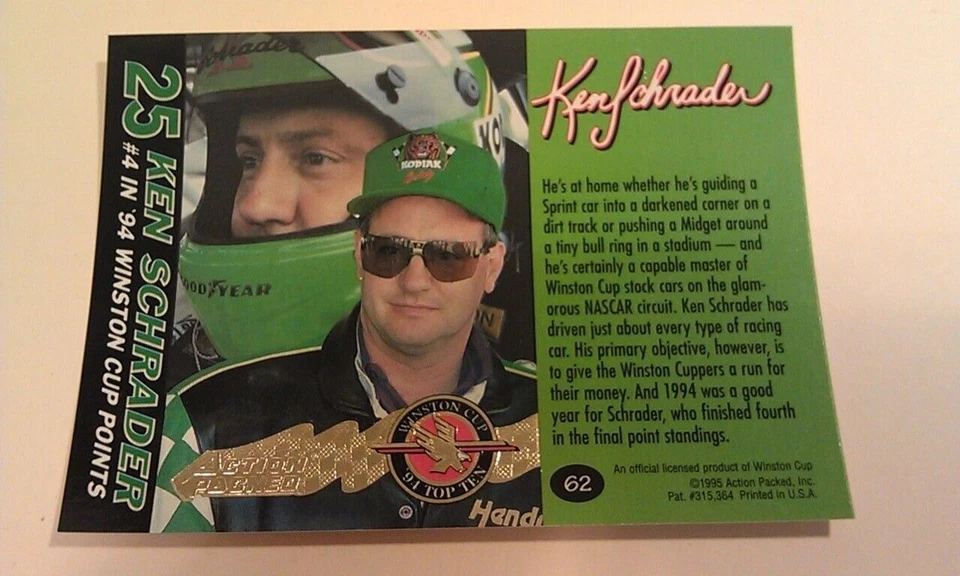 25 KEN SCHRADER
#4 IN '94 WINSTON CUP POINTS
Schrader
GOODYEAR
KODIAK
Racing
WINSTON CUP
94 TOP TEN
ACTION
PACKED
Hend
Ken Schrader
He's at home whether he's guiding a
Sprint car into a darkened corner on a
dirt track or pushing a Midget around
a tiny bull ring in a stadium — and
he's certainly a capable master of
Winston Cup stock cars on the glam-
orous NASCAR circuit. Ken Schrader has
driven just about every type of racing
car. His primary objective, however, is
to give the Winston Cuppers a run for
their money. And 1994 was a good
year for Schrader, who finished fourth
in the final point standings.
62
An official licensed product of Winston Cup
©1995 Action Packed, Inc.
Pat. #315,364 Printed in U.S.A.